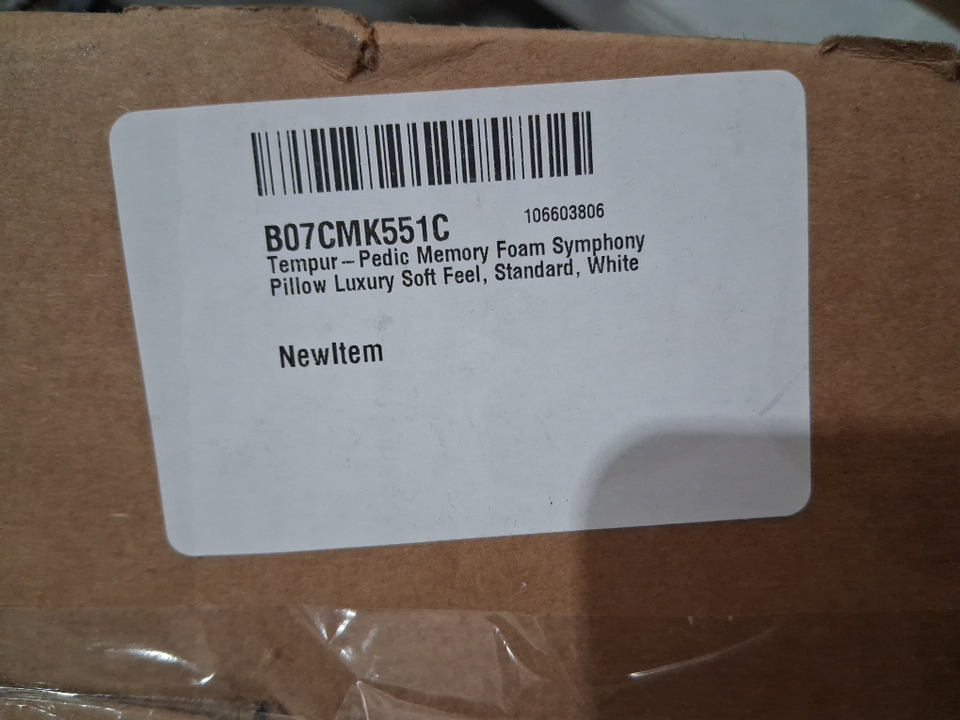 B07CMK551C 106603806
Tempur-Pedic Memory Foam Symphony
Pillow Luxury Soft Feel, Standard, White
NewItem